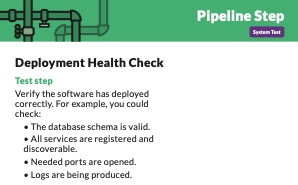 Pipeline Step
System Test
Deployment Health Check
Test step
Verify the software has deployed
correctly. For example, you could
check:
• The database schema is valid.
• All services are registered and
discoverable.
• Needed ports are opened.
• Logs are being produced.